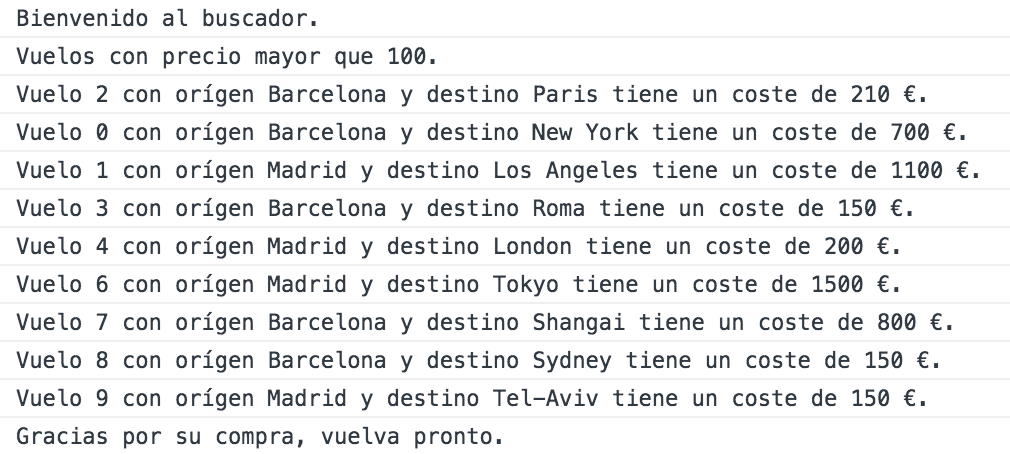 Bienvenido al buscador.
Vuelos con precio mayor que 100.
Vuelo 2 con orígen Barcelona y destino Paris tiene un coste de 210 €.
Vuelo 0 con orígen Barcelona y destino New York tiene un coste de 700 €.
Vuelo 1 con orígen Madrid y destino Los Angeles tiene un coste de 1100 €.
Vuelo 3 con orígen Barcelona y destino Roma tiene un coste de 150 €.
Vuelo 4 con orígen Madrid y destino London tiene un coste de 200 €.
Vuelo 6 con orígen Madrid y destino Tokyo tiene un coste de 1500 €.
Vuelo 7 con orígen Barcelona y destino Shangai tiene un coste de 800 €.
Vuelo 8 con orígen Barcelona y destino Sydney tiene un coste de 150 €.
Vuelo 9 con orígen Madrid y destino Tel-Aviv tiene un coste de 150 €.
Gracias por su compra, vuelva pronto.